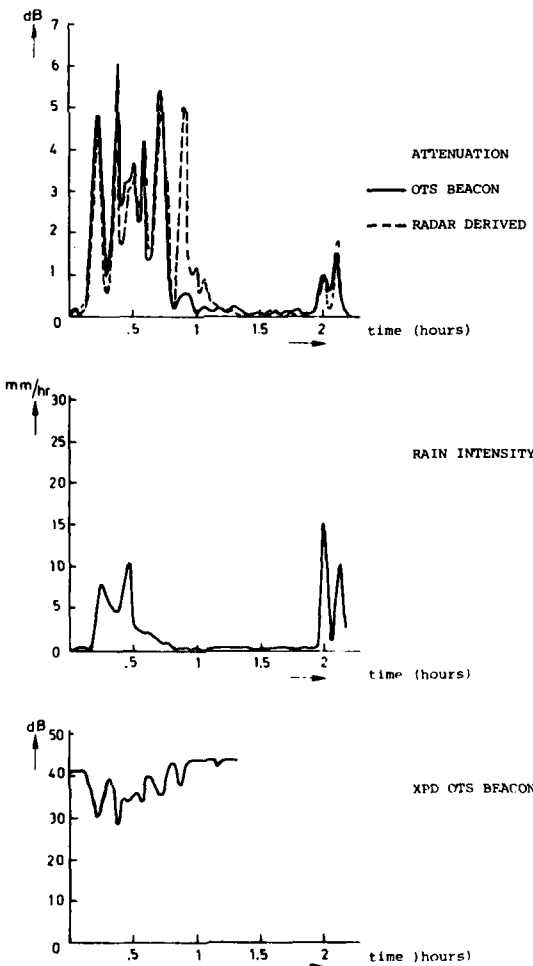 dB
7
6
5
4
3
2
1
0
.5 1 1.5 2 time (hours)
ATTENUATION
OTS BEACON
RADAR DERIVED
mm/hr
30
25
20
15
10
5
0
.5 1 1.5 2
time (hours)
RAIN INTENSITY
dB
50
40
30
20
10
0
.5 1 1.5 2 time )hours)
XPD OTS BEACON